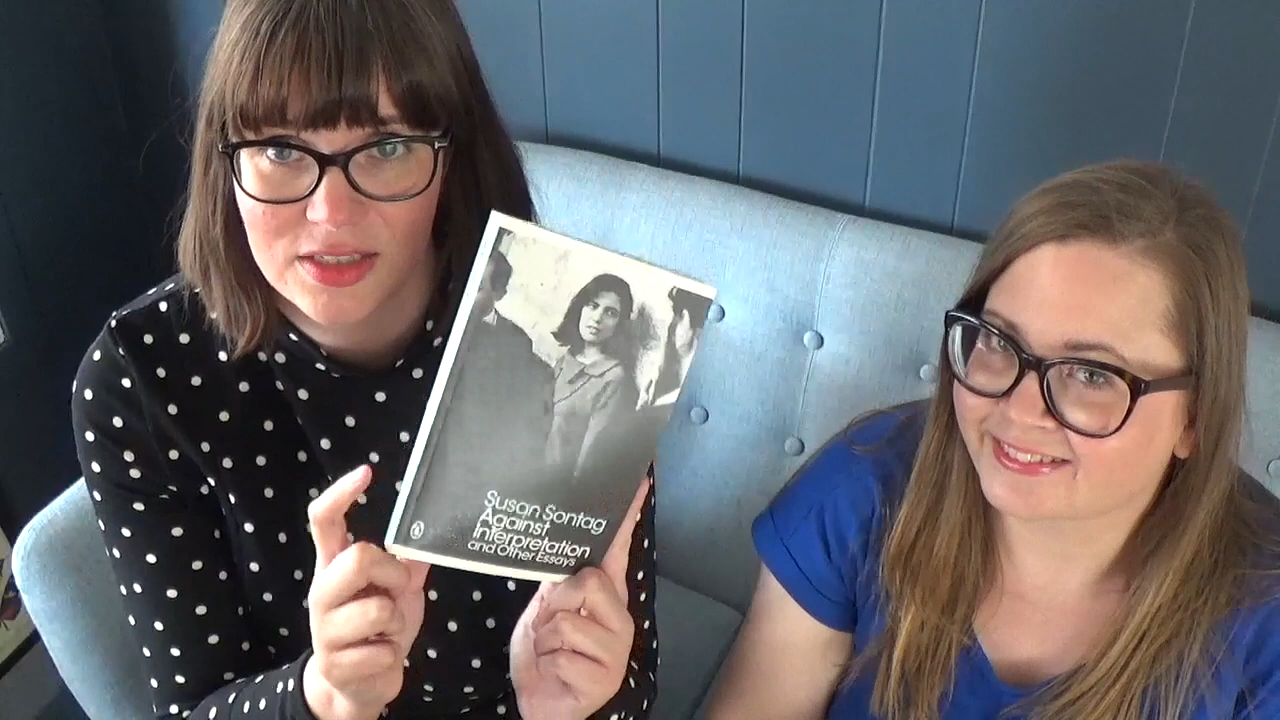 Susan Sontag
Against
Interpretation
and Other Essays